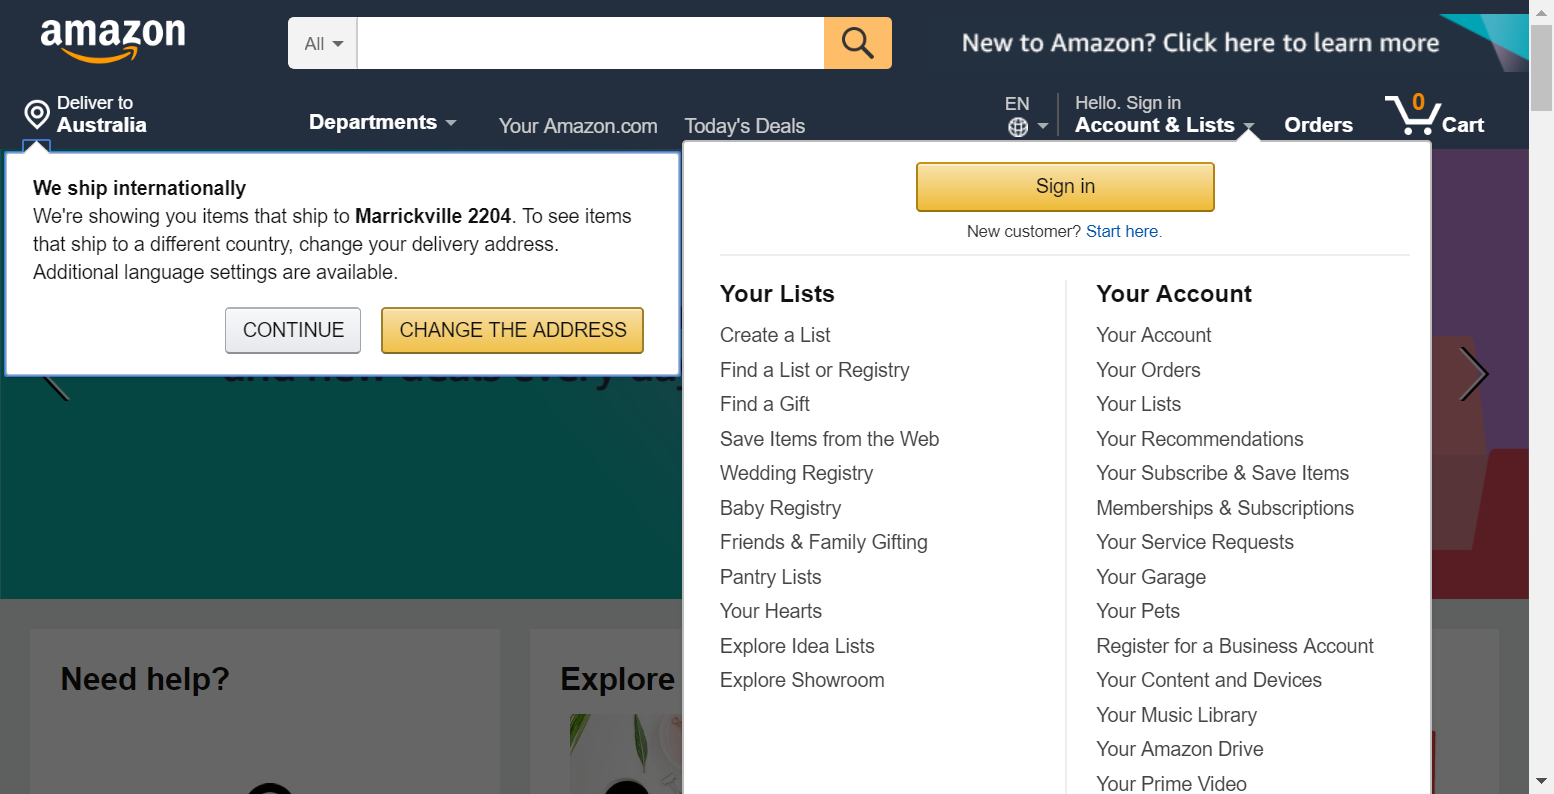 amazon
All
New to Amazon? Click here to learn more
Deliver to
Australia
Departments
Your Amazon.com
Today's Deals
EN
Hello. Sign in
Account & Lists
Orders
0
Cart
We ship internationally
We're showing you items that ship to Marrickville 2204. To see items
that ship to a different country, change your delivery address.
Additional language settings are available.
CONTINUE
CHANGE THE ADDRESS
and new deals every day
Sign in
New customer? Start here.
Your Lists
Create a List
Find a List or Registry
Find a Gift
Save Items from the Web
Wedding Registry
Baby Registry
Friends & Family Gifting
Pantry Lists
Your Hearts
Explore Idea Lists
Explore Showroom
Your Account
Your Account
Your Orders
Your Lists
Your Recommendations
Your Subscribe & Save Items
Memberships & Subscriptions
Your Service Requests
Your Garage
Your Pets
Register for a Business Account
Your Content and Devices
Your Music Library
Your Amazon Drive
Your Prime Video
Need help?
Explore